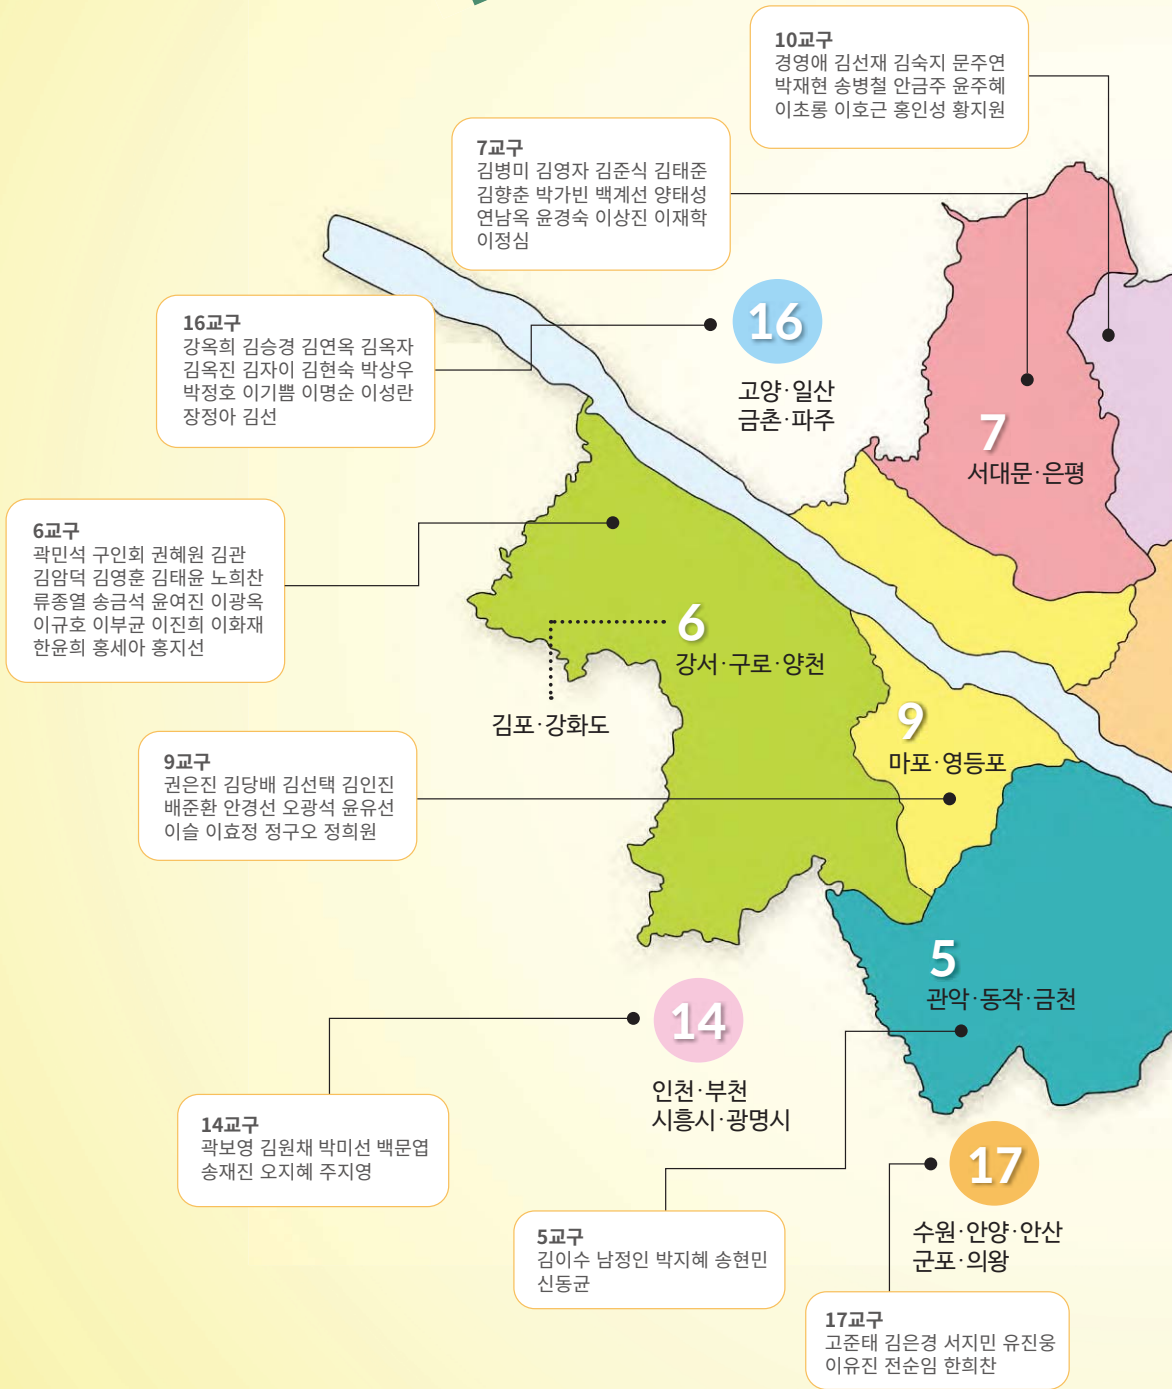 10교구
경영애 김선재 김숙지 문주연
박재현 송병철 안금주 윤주혜
이초롱 이호근 홍인성 황지원
7교구
김병미 김영자 김준식 김태준
김향춘 박가빈 백계선 양태성
연남옥 윤경숙 이상진 이재학
이정심
16교구
강옥희 김승경 김연옥 김옥자
김옥진 김자이 김현숙 박상우
박정호 이기쁨 이명순 이성란
장정아 김선
16
고양·일산
금촌·파주
7
서대문·은평
6교구
곽민석 구인회 권혜원 김관
김암덕 김영훈 김태윤 노희찬
류종열 송금석 윤여진 이광옥
이규호 이부균 이진희 이화재
한윤희 홍세아 홍지선
6
강서·구로·양천
김포·강화도
9
마포·영등포
9교구
권은진 김당배 김선택 김인진
배준환 안경선 오광석 윤유선
이슬 이효정 정구오 정희원
5
관악·동작·금천
14
인천·부천
시흥시·광명시
14교구
곽보영 김원채 박미선 백문엽
송재진 오지혜 주지영
17
수원·안양·안산
군포·의왕
5교구
김이수 남정인 박지혜 송현민
신동균
17교구
고준태 김은경 서지민 유진웅
이유진 전순임 한희찬